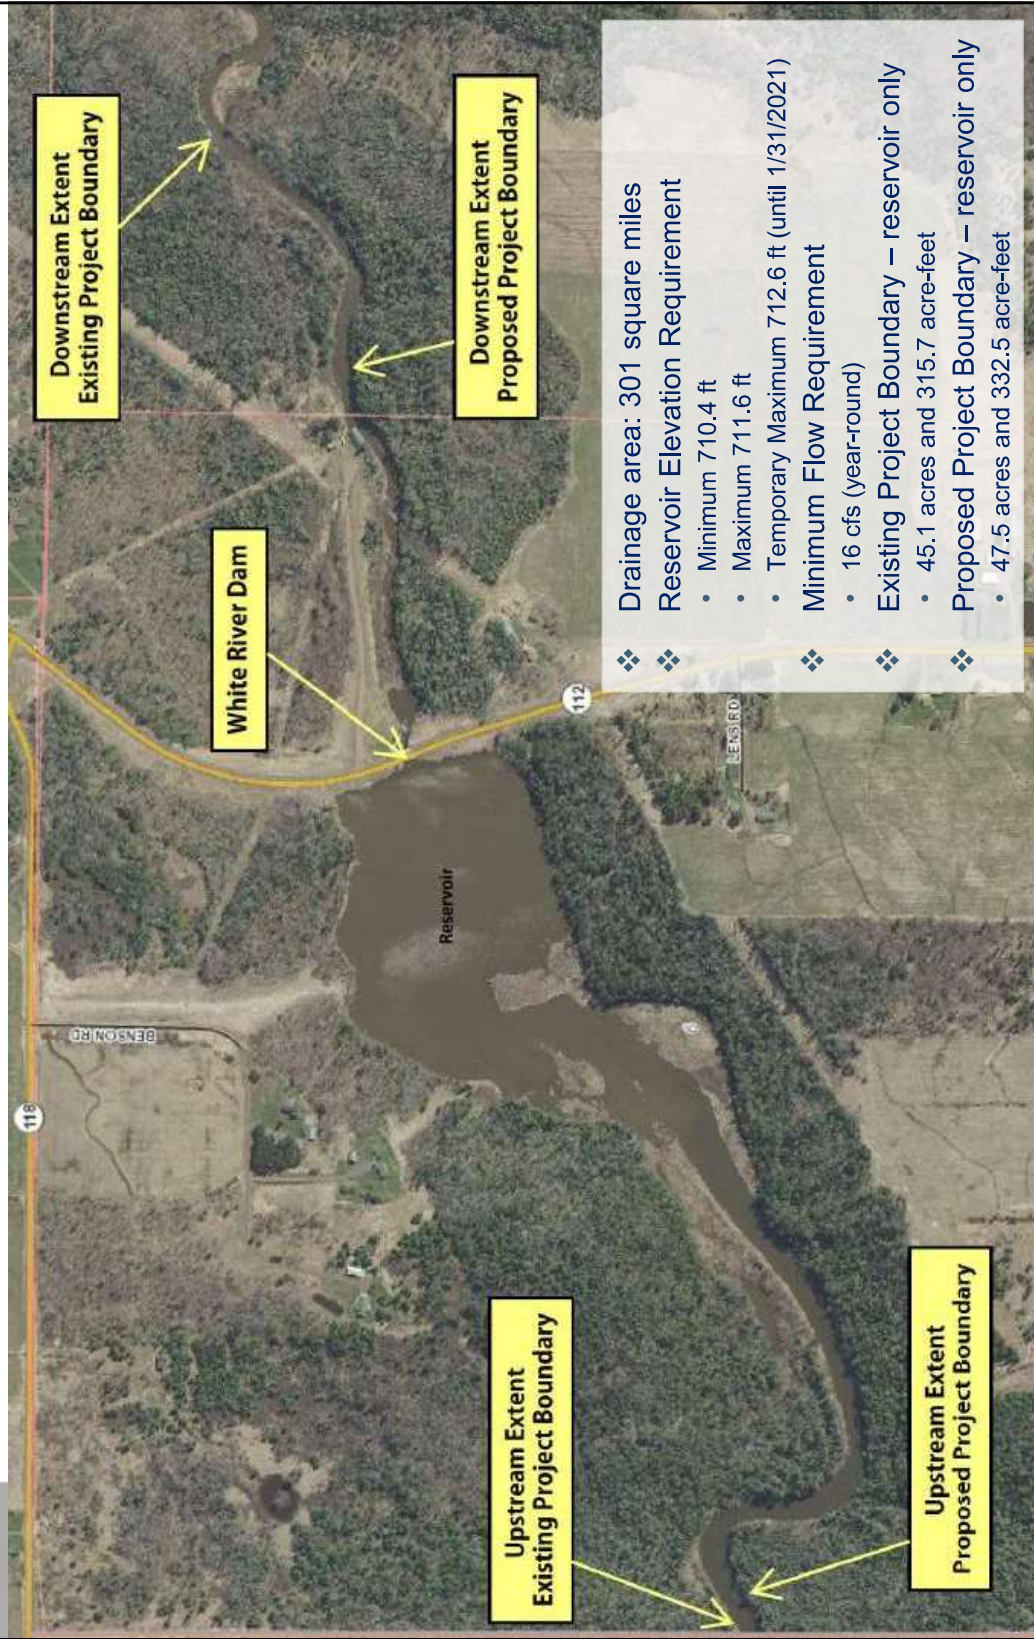 Downstream Extent
Existing Project Boundary
Downstream Extent
Proposed Project Boundary
White River Dam
118
BENSON RD
Reservoir
112
LENS RD
Upstream Extent
Existing Project Boundary
Upstream Extent
Proposed Project Boundary
❖ Drainage area: 301 square miles
❖ Reservoir Elevation Requirement
• Minimum 710.4 ft
• Maximum 711.6 ft
• Temporary Maximum 712.6 ft (until 1/31/2021)
❖ Minimum Flow Requirement
• 16 cfs (year-round)
❖ Existing Project Boundary – reservoir only
• 45.1 acres and 315.7 acre-feet
❖ Proposed Project Boundary – reservoir only
• 47.5 acres and 332.5 acre-feet